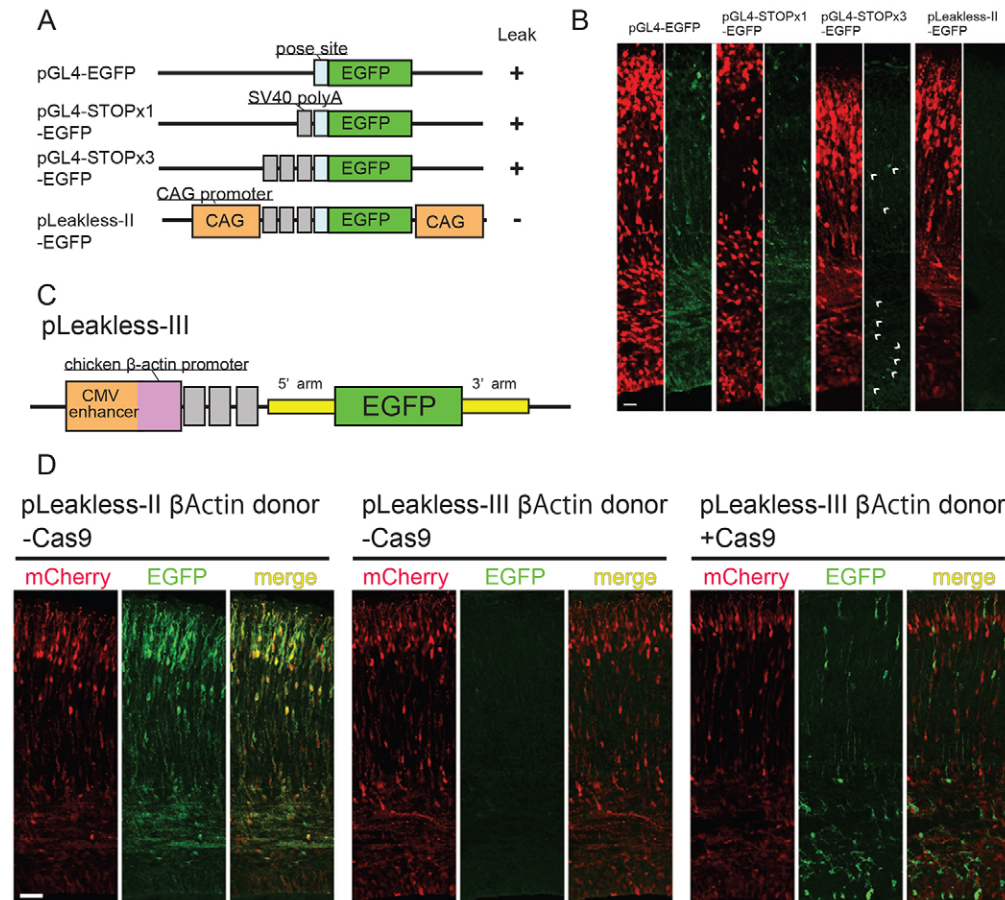 A
Leak
pose site
pGL4-EGFP
EGFP
+
SV40 polyA
pGL4-STOPx1
-EGFP
EGFP
+
pGL4-STOPx3
-EGFP
EGFP
+
CAG promoter
pLeakless-II
-EGFP
CAG
EGFP
CAG
-
B
pGL4-EGFP
pGL4-STOPx1
-EGFP
pGL4-STOPx3
-EGFP
pLeakless-II
-EGFP
C
pLeakless-III
chicken β-actin promoter
CMV
enhancer
5' arm
EGFP
3' arm
D
pLeakless-II βActin donor
-Cas9
mCherry EGFP merge
pLeakless-III βActin donor
-Cas9
mCherry EGFP merge
pLeakless-III βActin donor
+Cas9
mCherry EGFP merge